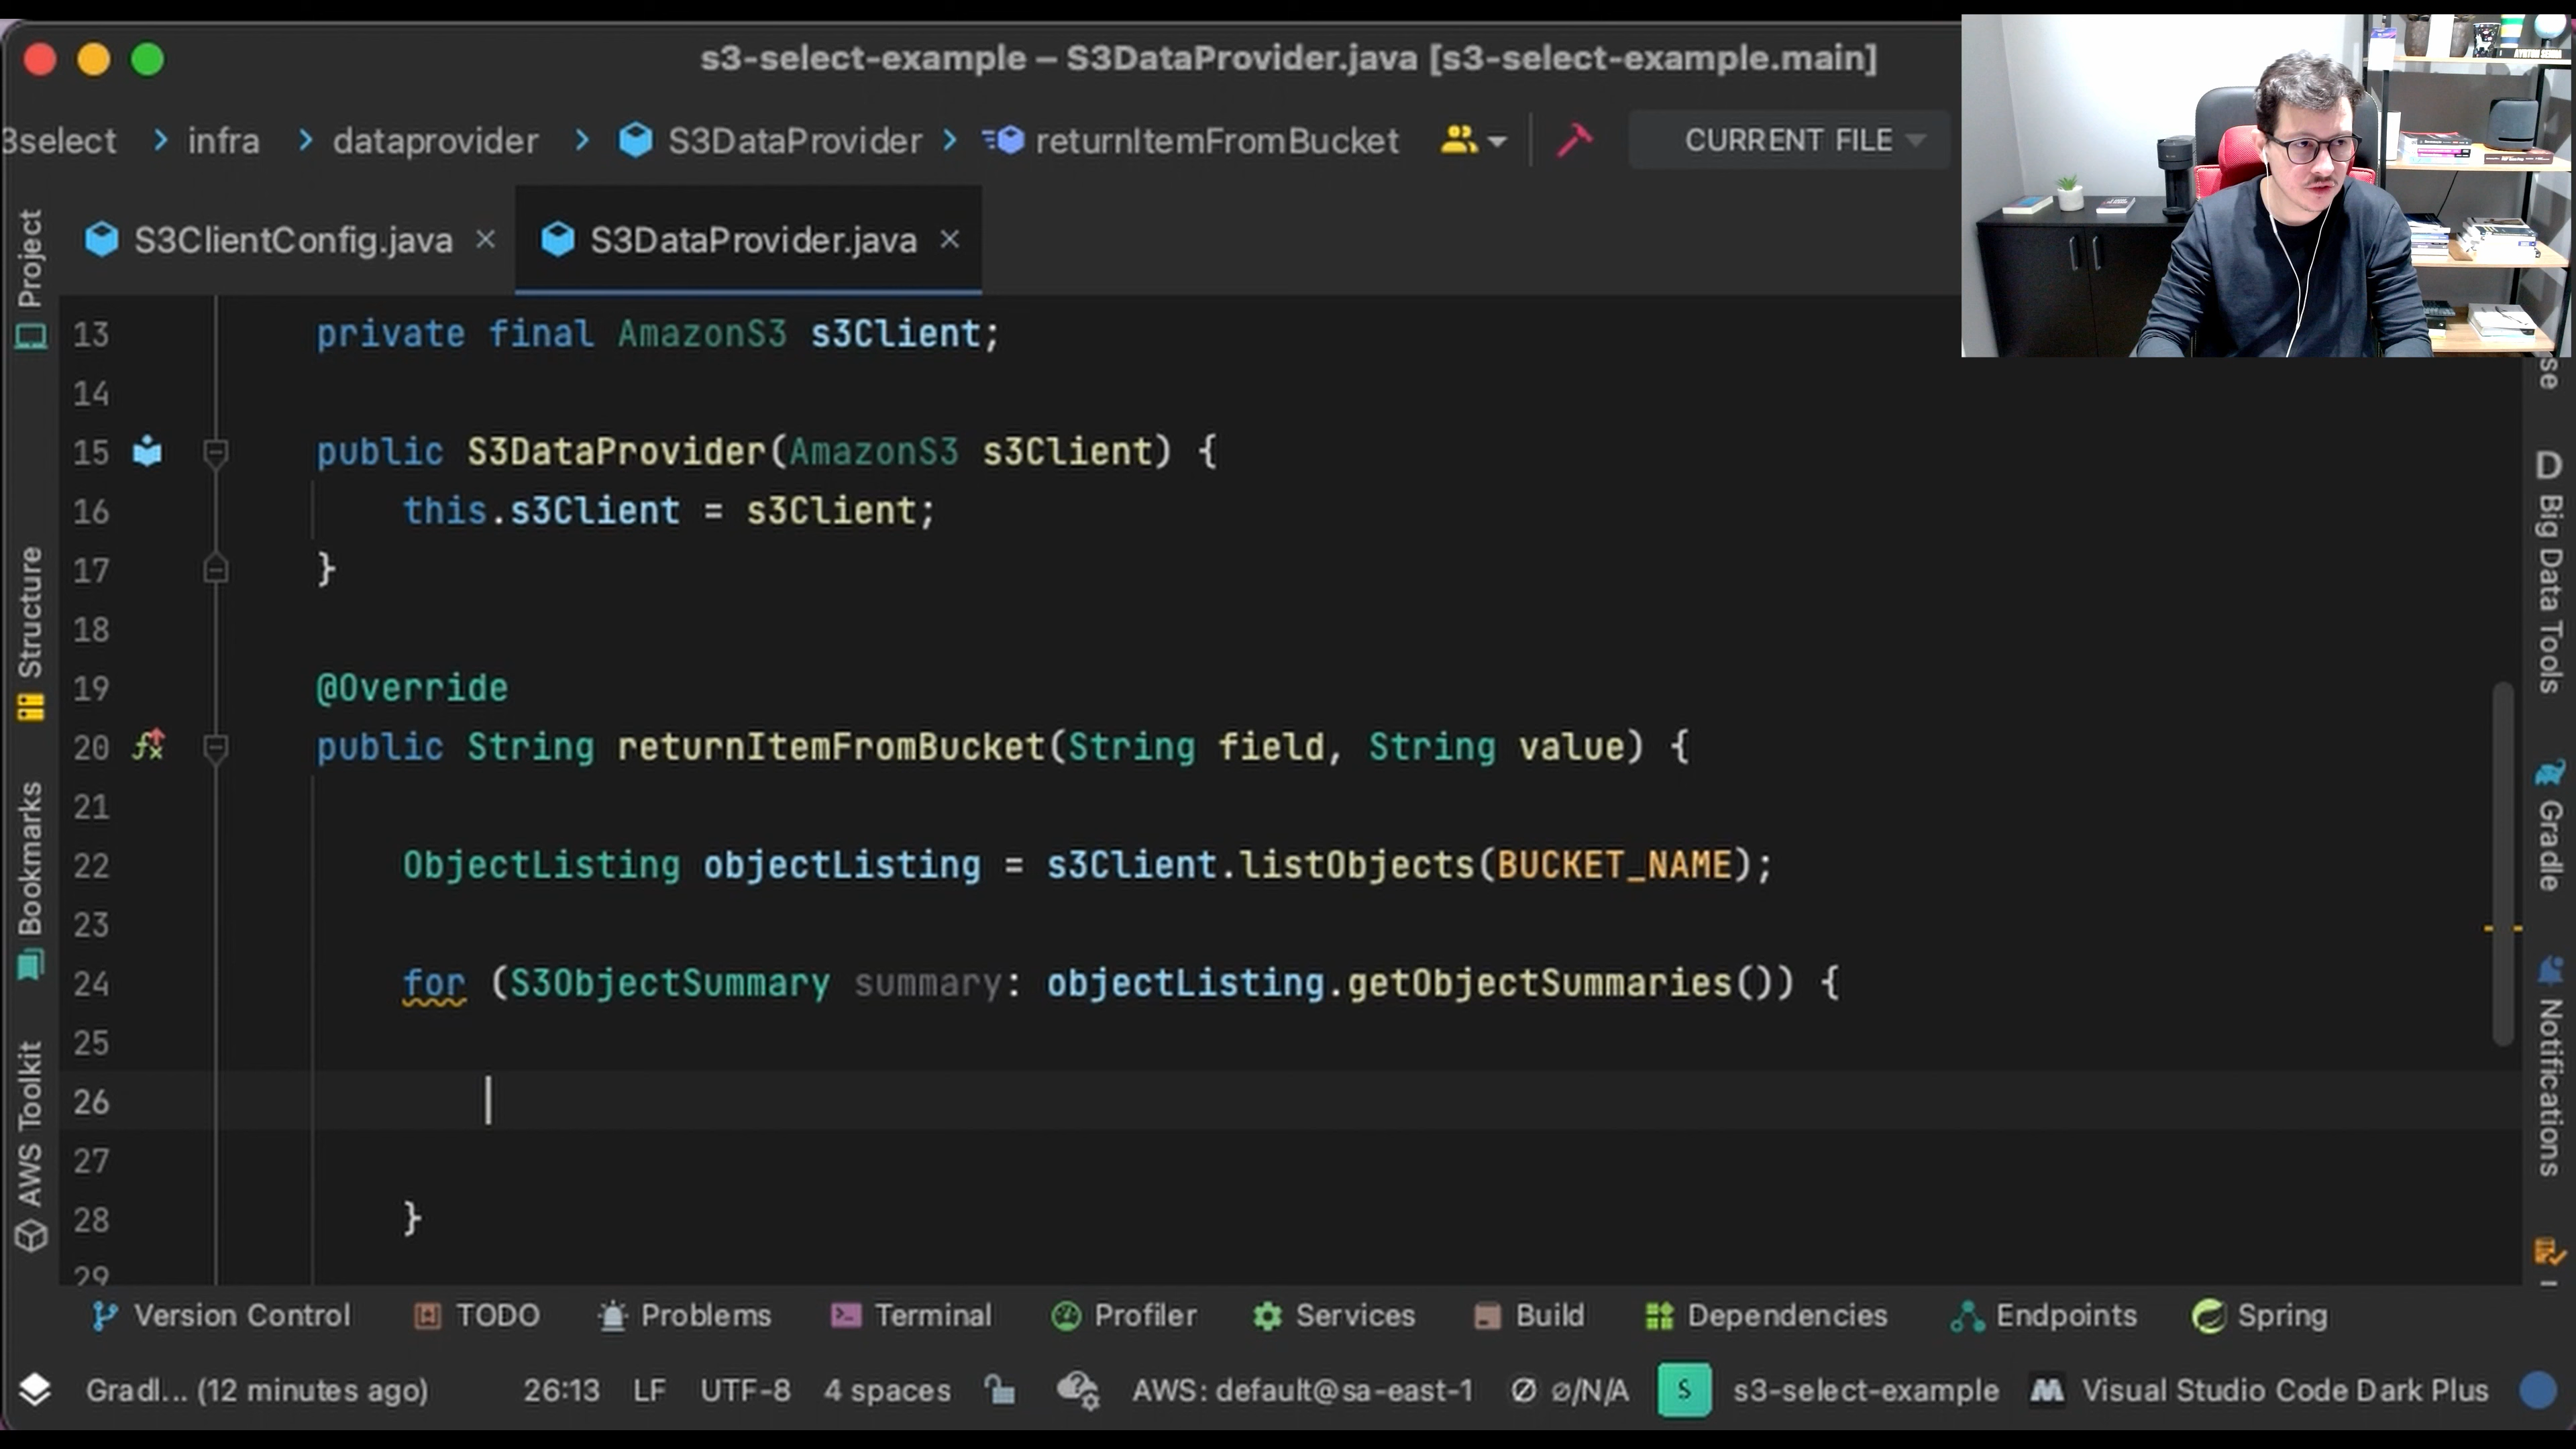 s3-select-example – S3DataProvider.java [s3-select-example.main]
3select
infra
dataprovider
S3DataProvider
returnItemFromBucket
CURRENT FILE
S3ClientConfig.java
S3DataProvider.java
Project
Structure
Bookmarks
AWS Toolkit
13 private final AmazonS3 s3Client;
14
15 public S3DataProvider(AmazonS3 s3Client) {
16 this.s3Client = s3Client;
17 }
18
19 @Override
20 public String returnItemFromBucket(String field, String value) {
21
22 ObjectListing objectListing = s3Client.listObjects(BUCKET_NAME);
23
24 for (S3ObjectSummary summary: objectListing.getObjectSummaries()) {
25
26
27
28 }
29
se
D
Big Data Tools
Gradle
Notifications
Version Control
TODO
Problems
Terminal
Profiler
Services
Build
Dependencies
Endpoints
Spring
Gradl... (12 minutes ago)
26:13
LF
UTF-8
4 spaces
AWS: default@sa-east-1
∅/N/A
S
s3-select-example
Visual Studio Code Dark Plus